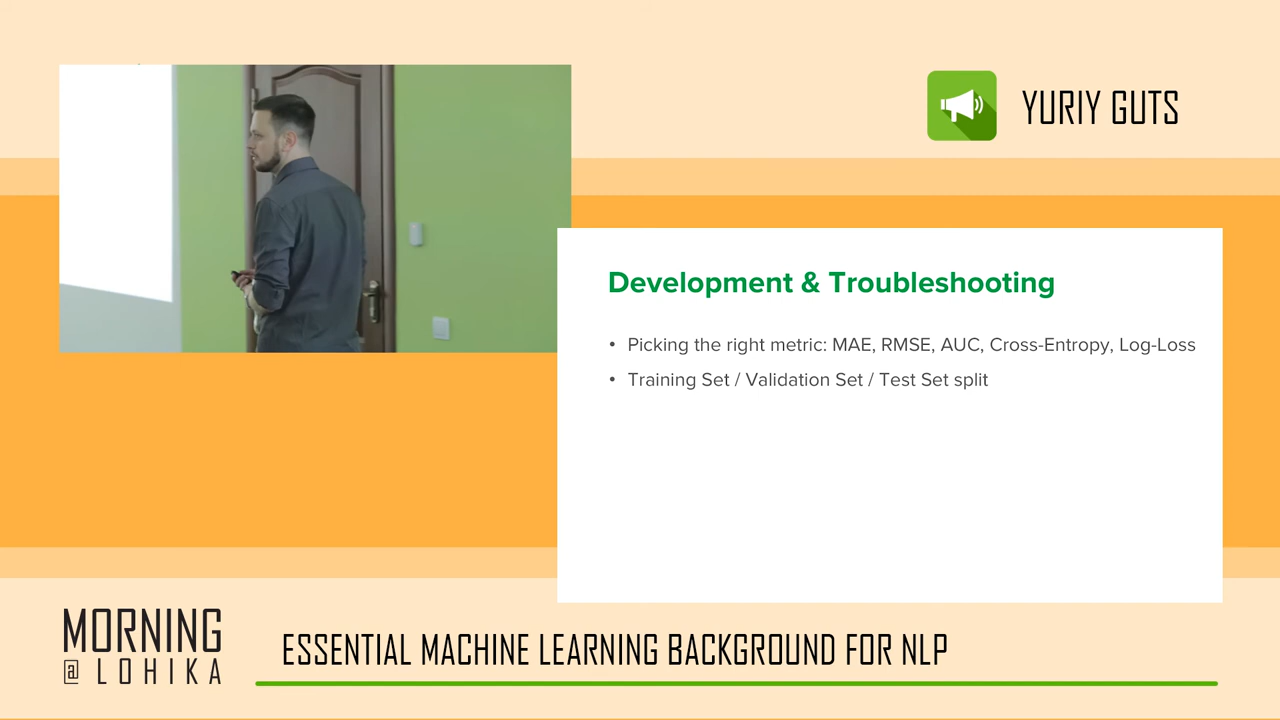 YURIY GUTS
Development & Troubleshooting
• Picking the right metric: MAE, RMSE, AUC, Cross-Entropy, Log-Loss
• Training Set / Validation Set / Test Set split
MORNING
@ LOHIKA
ESSENTIAL MACHINE LEARNING BACKGROUND FOR NLP